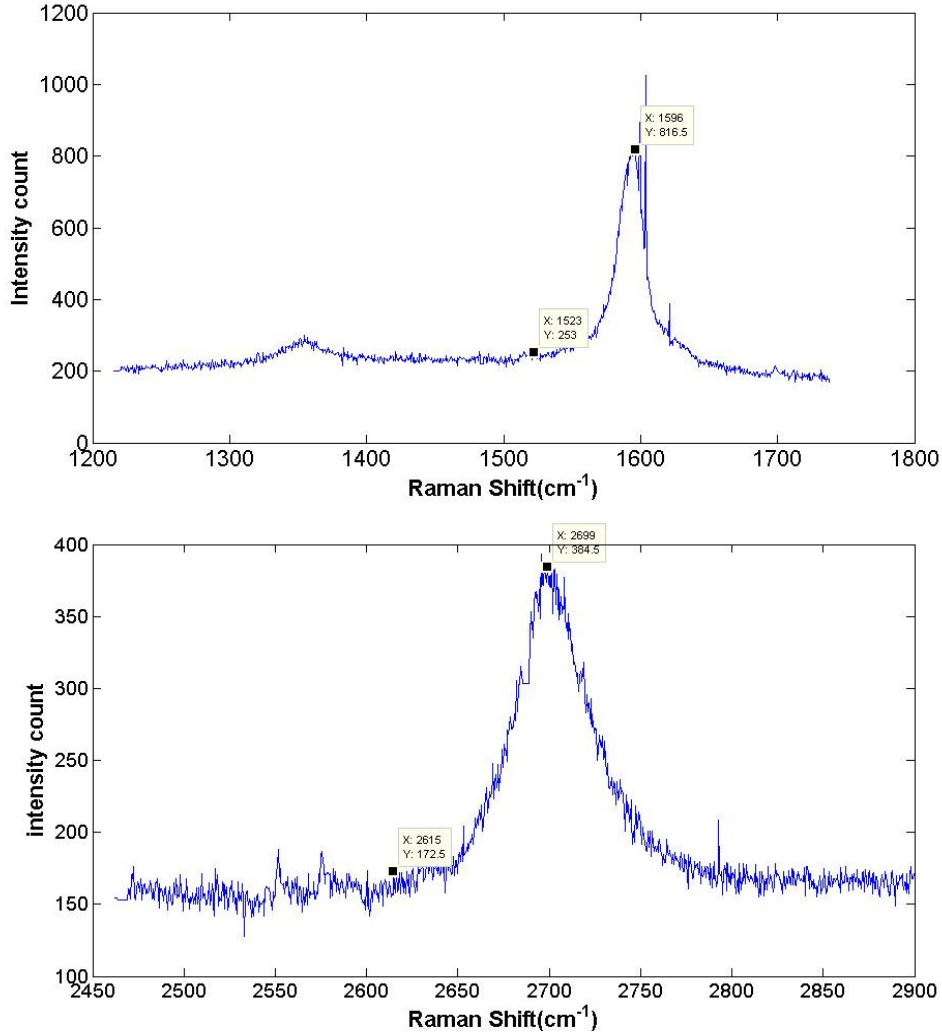 1200
1000
800
600
400
200
0
Intensity count
X: 1596
Y: 816.5
X: 1523
Y: 253
1200 1300 1400 1500 1600 1700 1800
Raman Shift(cm-1)
400
350
300
250
200
150
100
intensity count
X: 2699
Y: 384.5
X: 2615
Y: 172.5
2450 2500 2550 2600 2650 2700 2750 2800 2850 2900
Raman Shift(cm-1)